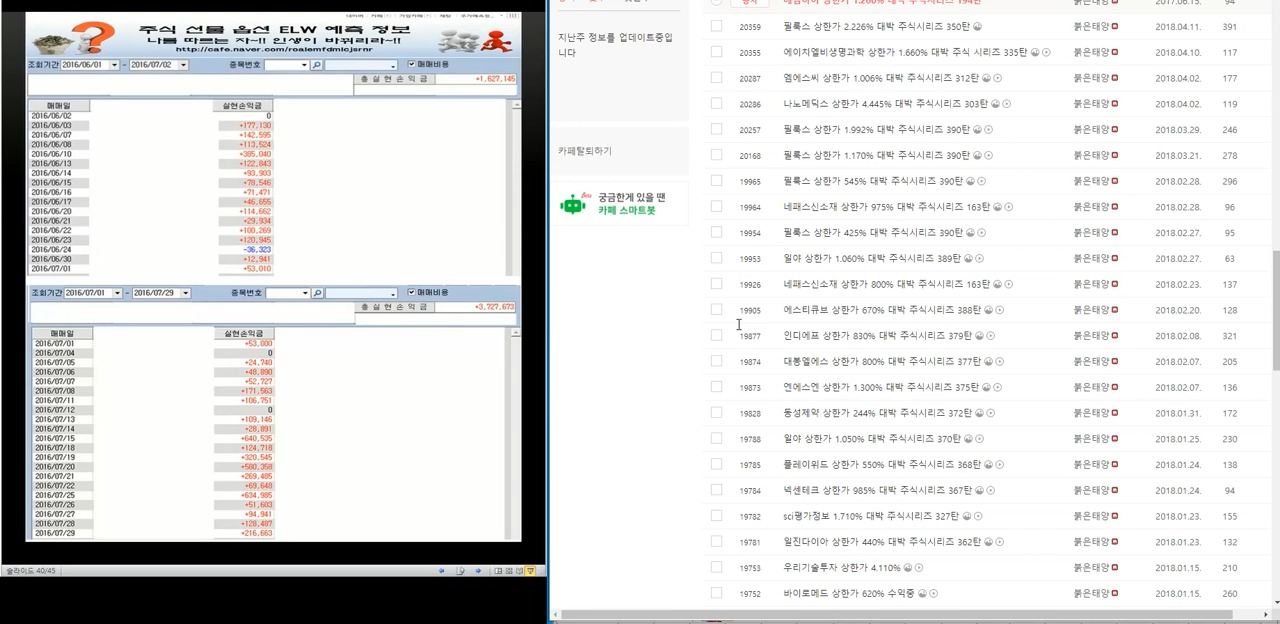 주식 선물 옵션 ELW 예측 정보
나를 따르는 자~!! 인생이 바뀌리라~!!
조회기간 2016/06/01 - 2016/07/02 종목번호 매매비용
총 실 현 손 익 금 +1,627,145
매매일 실현손익금
2016/06/02 0
2016/06/03 +177,130
2016/06/07 +142,595
2016/06/08 +113,524
2016/06/10 +385,040
2016/06/13 +122,843
2016/06/14 +93,903
2016/06/15 +78,546
2016/06/16 +71,471
2016/06/17 +46,655
2016/06/20 +114,662
2016/06/21 +29,934
2016/06/22 +100,269
2016/06/23 +120,945
2016/06/24 -36,323
2016/06/30 +12,941
2016/07/01 +53,010
조회기간 2016/07/01 - 2016/07/29 종목번호 매매비용
총 실 현 손 익 금 +3,727,673
매매일 실현손익금
2016/07/01 +53,000
2016/07/04 0
2016/07/05 +24,740
2016/07/06 +48,890
2016/07/07 +52,727
2016/07/08 +171,563
2016/07/11 +106,751
2016/07/12 0
2016/07/13 +109,146
2016/07/14 +28,891
2016/07/15 +640,535
2016/07/18 +124,718
2016/07/19 +320,545
2016/07/20 +580,358
2016/07/21 +269,485
2016/07/22 +69,648
2016/07/25 +634,985
2016/07/26 +51,603
2016/07/27 +94,941
2016/07/28 +128,487
2016/07/29 +216,663
슬라이드 40/45
지난주 정보를 업데이트중입
니다
카페탈퇴하기
궁금한게 있을 땐
카페 스마트봇
2017.06.15. 94
20359 필룩스 상한가 2.226% 대박 주식시리즈 350탄 붉은태양 2018.04.11. 391
20355 에이치엘비생명과학 상한가 1.660% 대박 주식 시리즈 335탄 붉은태양 2018.04.10. 117
20287 엠에스씨 상한가 1.006% 대박 주식시리즈 312탄 붉은태양 2018.04.02. 177
20286 나노메딕스 상한가 4.445% 대박 주식시리즈 303탄 붉은태양 2018.04.02. 119
20257 필룩스 상한가 1.992% 대박 주식시리즈 390탄 붉은태양 2018.03.29. 246
20168 필룩스 상한가 1.170% 대박 주식시리즈 390탄 붉은태양 2018.03.21. 278
19965 필룩스 상한가 545% 대박 주식시리즈 390탄 붉은태양 2018.02.28. 296
19964 네패스신소재 상한가 975% 대박 주식시리즈 163탄 붉은태양 2018.02.28. 96
19954 필룩스 상한가 425% 대박 주식시리즈 390탄 붉은태양 2018.02.27. 95
19953 일야 상한가 1.060% 대박 주식시리즈 389탄 붉은태양 2018.02.27. 63
19926 네패스신소재 상한가 800% 대박 주식시리즈 163탄 붉은태양 2018.02.23. 137
19905 에스티큐브 상한가 670% 대박 주식시리즈 388탄 붉은태양 2018.02.20. 128
19877 인디에프 상한가 830% 대박 주식시리즈 379탄 붉은태양 2018.02.08. 321
19874 대봉엘에스 상한가 800% 대박 주식시리즈 377탄 붉은태양 2018.02.07. 205
19873 엔에스엔 상한가 1.300% 대박 주식시리즈 375탄 붉은태양 2018.02.07. 136
19828 동성제약 상한가 244% 대박 주식시리즈 372탄 붉은태양 2018.01.31. 172
19788 일야 상한가 1.050% 대박 주식시리즈 370탄 붉은태양 2018.01.25. 230
19785 플레이위드 상한가 550% 대박 주식시리즈 368탄 붉은태양 2018.01.24. 138
19784 넥센테크 상한가 985% 대박 주식시리즈 367탄 붉은태양 2018.01.24. 94
19782 sci평가정보 1.710% 대박 주식시리즈 327탄 붉은태양 2018.01.23. 155
19781 일진다이아 상한가 440% 대박 주식시리즈 362탄 붉은태양 2018.01.23. 132
19753 우리기술투자 상한가 4.110% 붉은태양 2018.01.15. 210
19752 바이로메드 상한가 620% 수익중 붉은태양 2018.01.15. 260